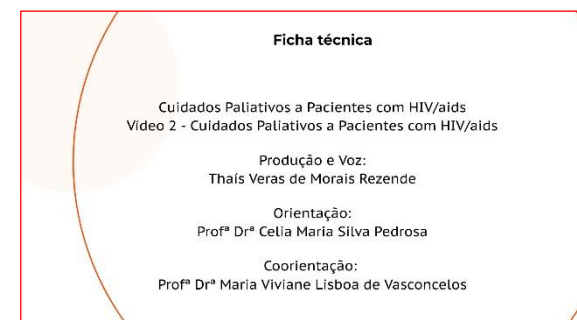 Ficha técnica
Cuidados Paliativos a Pacientes com HIV/aids
Vídeo 2 - Cuidados Paliativos a Pacientes com HIV/aids
Produção e Voz:
Thaís Veras de Morais Rezende
Orientação:
Profª Drª Celia Maria Silva Pedrosa
Coorientação:
Profª Drª Maria Viviane Lisboa de Vasconcelos